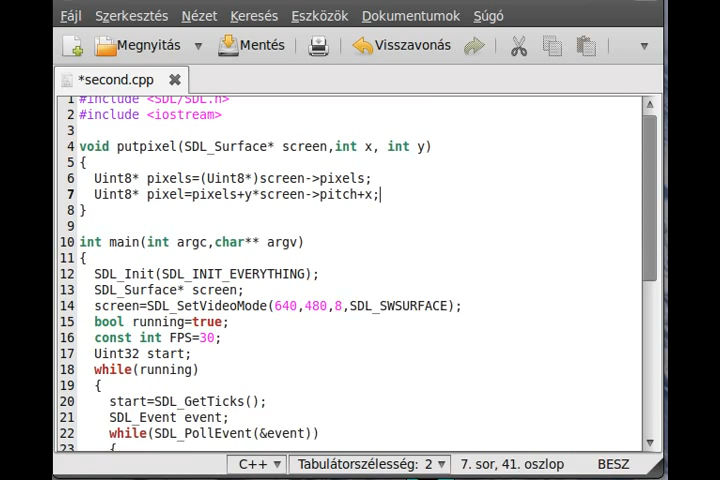 Fájl Szerkesztés Nézet Keresés Eszközök Dokumentumok Súgó
Megnyitás Mentés Visszavonás
*second.cpp
1 #include <SDL/SDL.h>
2 #include <iostream>
3
4 void putpixel(SDL_Surface* screen,int x, int y)
5 {
6 Uint8* pixels=(Uint8*)screen->pixels;
7 Uint8* pixel=pixels+y*screen->pitch+x;
8 }
9
10 int main(int argc,char** argv)
11 {
12 SDL_Init(SDL_INIT_EVERYTHING);
13 SDL_Surface* screen;
14 screen=SDL_SetVideoMode(640,480,8,SDL_SWSURFACE);
15 bool running=true;
16 const int FPS=30;
17 Uint32 start;
18 while(running)
19 {
20 start=SDL_GetTicks();
21 SDL_Event event;
22 while(SDL_PollEvent(&event))
23 {
C++ Tabulátorszélesség: 2 7. sor, 41. oszlop BESZ